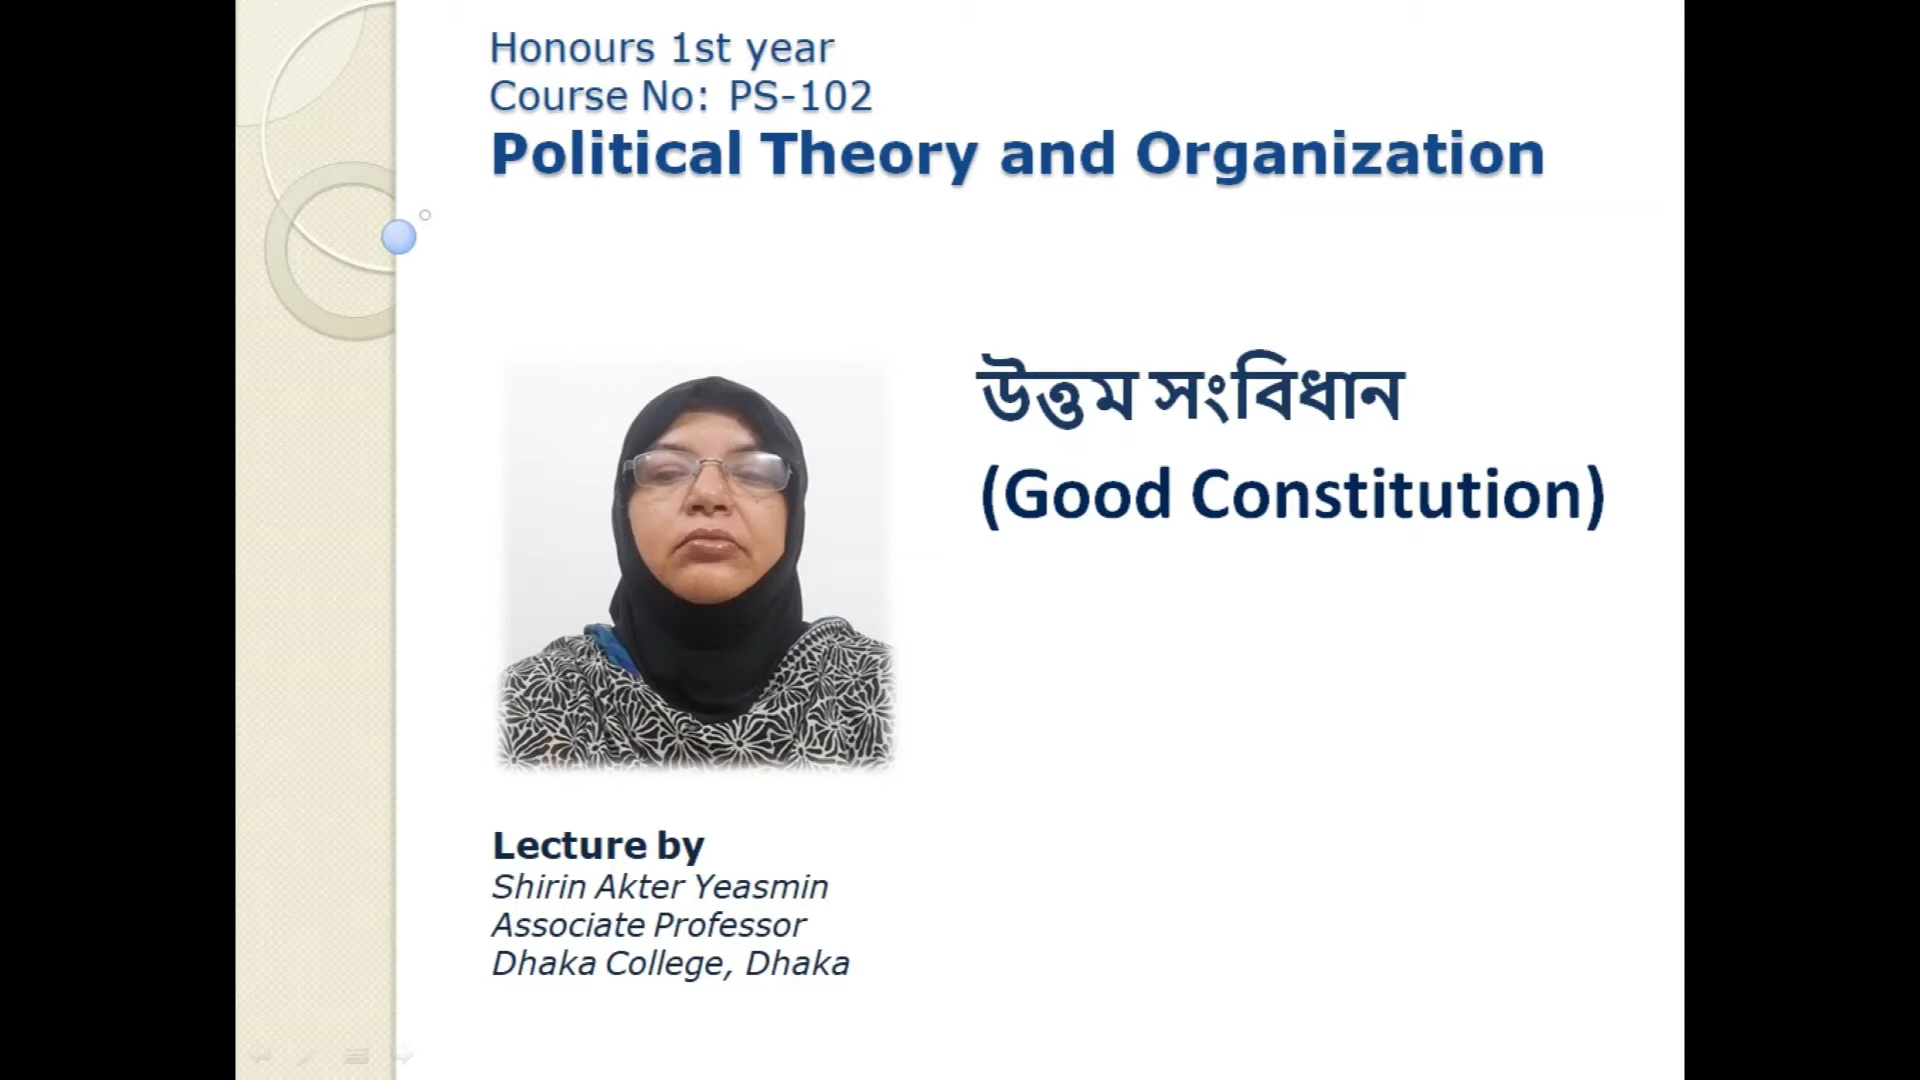 Honours 1st year
Course No: PS-102
Political Theory and Organization
উত্তম সংবিধান
(Good Constitution)
Lecture by
Shirin Akter Yeasmin
Associate Professor
Dhaka College, Dhaka